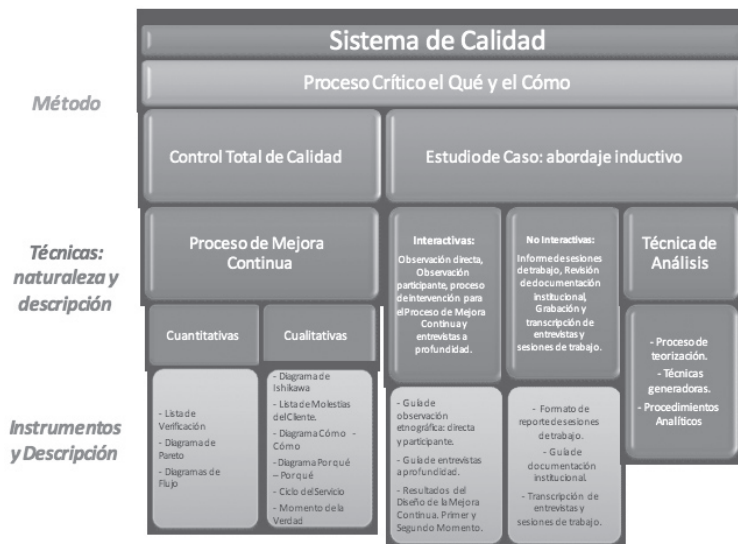 Sistema de Calidad
Proceso Crítico el Qué y el Cómo
Método
Control Total de Calidad
Estudio de Caso: abordaje inductivo
Técnicas:
naturaleza y
descripción
Proceso de Mejora
Continua
Cuantitativas
Cualitativas
Interactivas:
Observación directa,
Observación
participante, proceso
de intervención para
el Proceso de Mejora
Continua y
entrevistas a
profundidad.
No Interactivas:
Informe de sesiones
de trabajo, Revisión
de documentación
institucional,
Grabación y
transcripción de
entrevistas y
sesiones de trabajo.
Técnica de
Análisis
- Proceso de
teorización.
- Técnicas
generadoras.
- Procedimientos
Analíticos
Instrumentos
y Descripción
- Lista de
Verificación
- Diagrama de
Pareto
- Diagramas de
Flujo
- Diagrama de
Ishikawa
- Lista de Molestias
del Cliente.
- Diagrama Cómo -
Cómo
- Diagrama Por qué
– Por qué
- Ciclo del Servicio
- Momento de la
Verdad
- Guía de
observación
etnográfica: directa
y participante.
- Guía de entrevistas
a profundidad.
- Resultados del
Diseño de la Mejora
Continua. Primer y
Segundo Momento.
- Formato de
reporte de sesiones
de trabajo.
- Guía de
documentación
institucional.
- Transcripción de
entrevistas y
sesiones de trabajo.